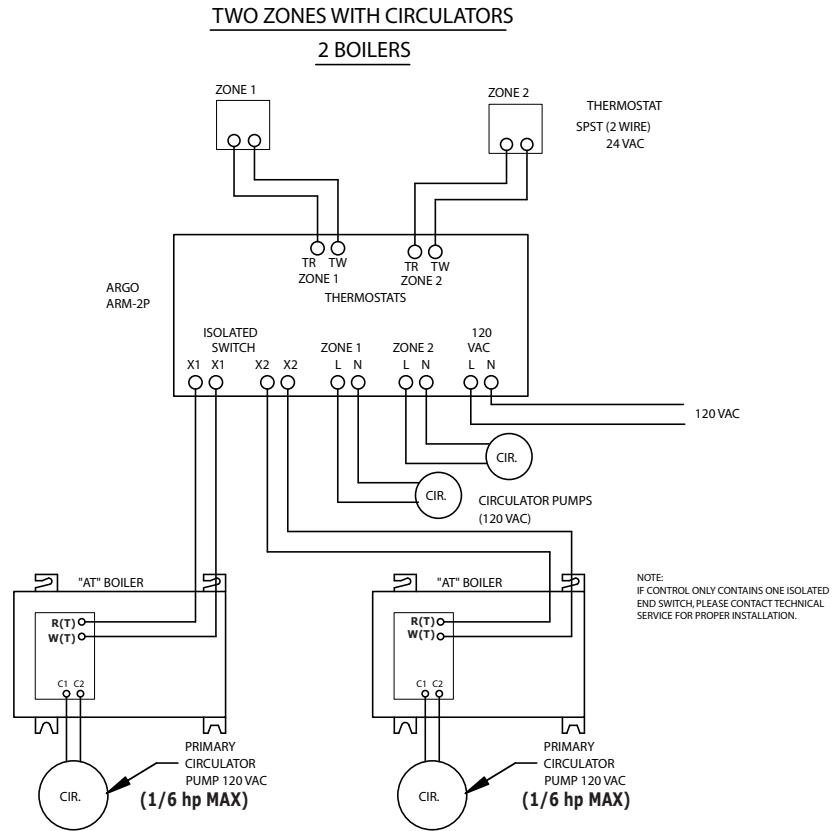 TWO ZONES WITH CIRCULATORS
2 BOILERS
ZONE 1
ZONE 2
THERMOSTAT
SPST (2 WIRE)
24 VAC
TR TW
ZONE 1
TR TW
ZONE 2
THERMOSTATS
ARGO
ARM-2P
ISOLATED
SWITCH
X1 X1 X2 X2
ZONE 1
L N
ZONE 2
L N
120
VAC
L N
120 VAC
CIR.
CIR.
CIRCULATOR PUMPS
(120 VAC)
"AT" BOILER
R(T)
W(T)
C1 C2
"AT" BOILER
R(T)
W(T)
C1 C2
NOTE:
IF CONTROL ONLY CONTAINS ONE ISOLATED
END SWITCH, PLEASE CONTACT TECHNICAL
SERVICE FOR PROPER INSTALLATION.
CIR.
PRIMARY
CIRCULATOR
PUMP 120 VAC
(1/6 hp MAX)
CIR.
PRIMARY
CIRCULATOR
PUMP 120 VAC
(1/6 hp MAX)